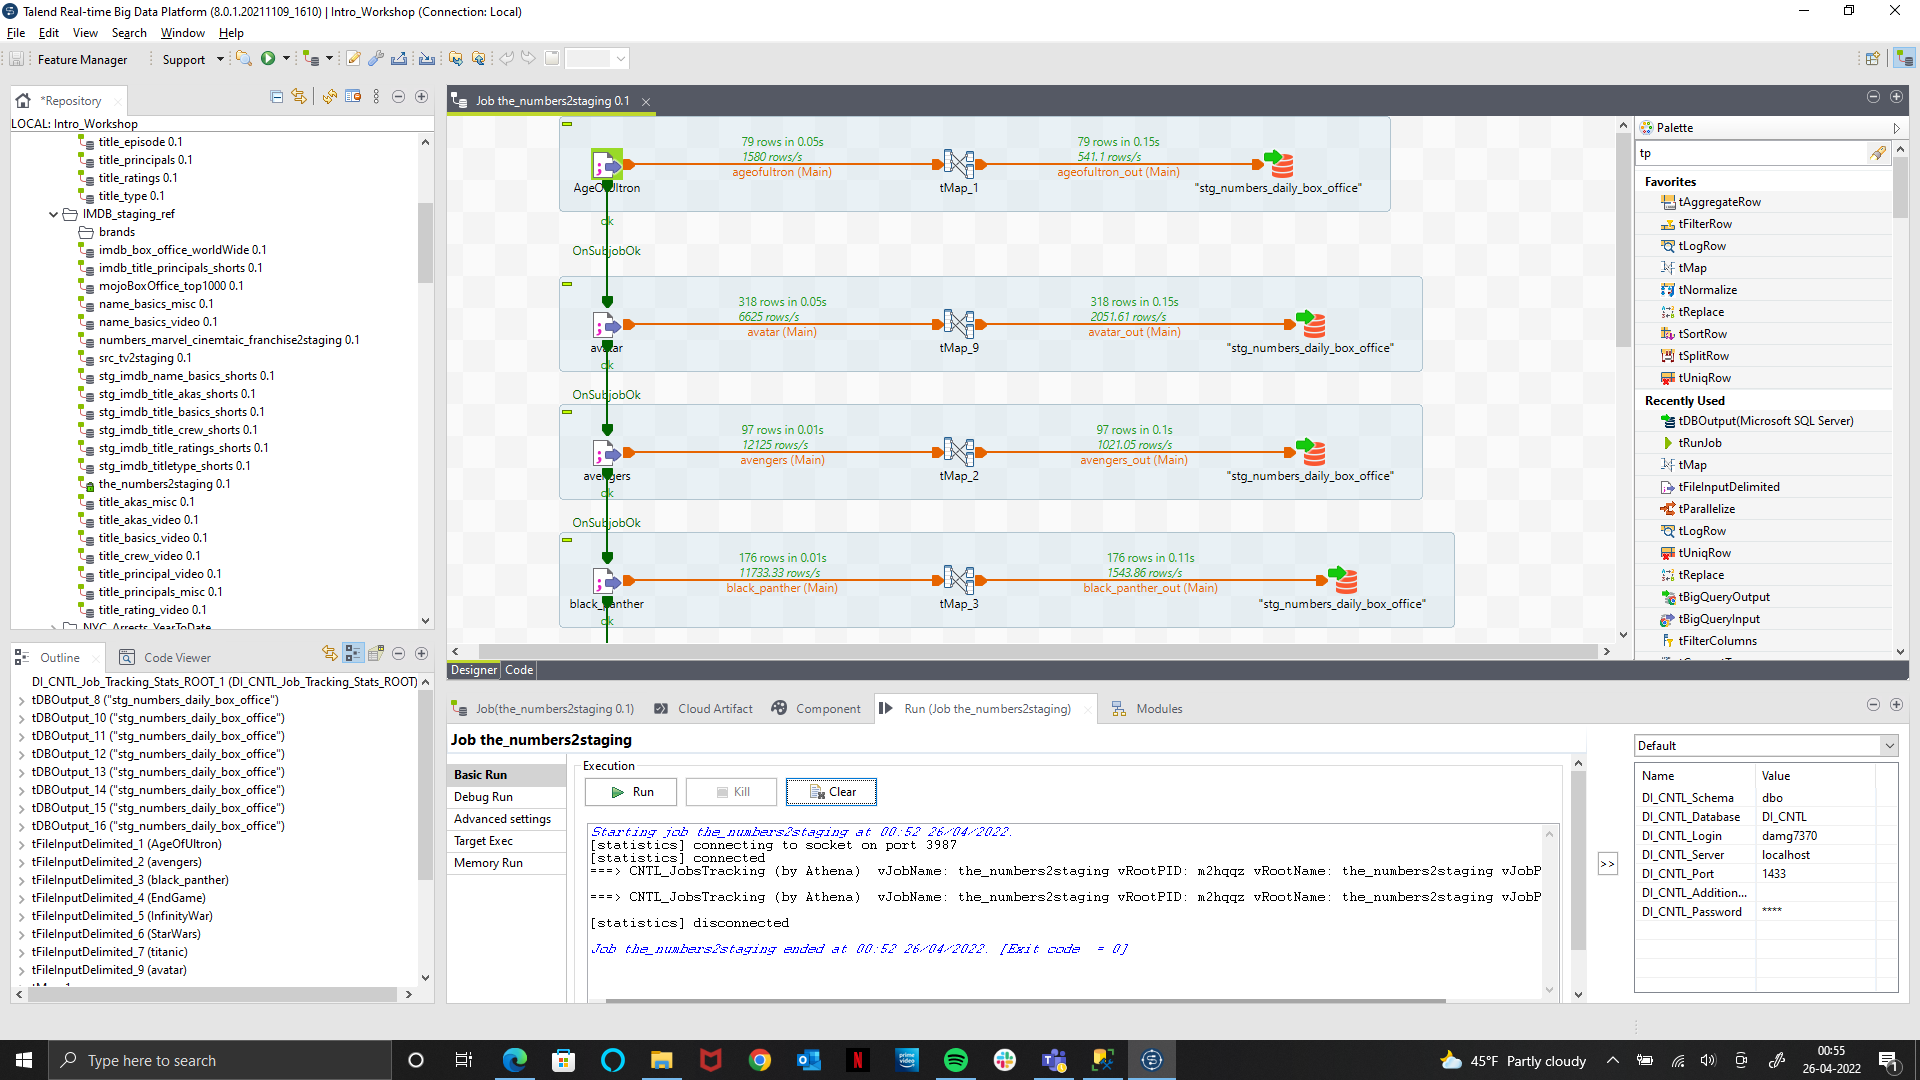 Talend Real-time Big Data Platform (8.0.1.20211109_1610) | Intro_Workshop (Connection: Local)
File Edit View Search Window Help
Feature Manager Support
*Repository
LOCAL: Intro_Workshop
title_episode 0.1
title_principals 0.1
title_ratings 0.1
title_type 0.1
IMDB_staging_ref
brands
imdb_box_office_worldWide 0.1
imdb_title_principals_shorts 0.1
mojoBoxOffice_top1000 0.1
name_basics_misc 0.1
name_basics_video 0.1
numbers_marvel_cinemtaic_franchise2staging 0.1
src_tv2staging 0.1
stg_imdb_name_basics_shorts 0.1
stg_imdb_title_akas_shorts 0.1
stg_imdb_title_basics_shorts 0.1
stg_imdb_title_crew_shorts 0.1
stg_imdb_title_ratings_shorts 0.1
stg_imdb_titletype_shorts 0.1
the_numbers2staging 0.1
title_akas_misc 0.1
title_akas_video 0.1
title_basics_video 0.1
title_crew_video 0.1
title_principal_video 0.1
title_principals_misc 0.1
title_rating_video 0.1
NYC_Arrests_YearToDate
Outline
Code Viewer
DI_CNTL_Job_Tracking_Stats_ROOT_1 (DI_CNTL_Job_Tracking_Stats_ROOT)
tDBOutput_8 ("stg_numbers_daily_box_office")
tDBOutput_10 ("stg_numbers_daily_box_office")
tDBOutput_11 ("stg_numbers_daily_box_office")
tDBOutput_12 ("stg_numbers_daily_box_office")
tDBOutput_13 ("stg_numbers_daily_box_office")
tDBOutput_14 ("stg_numbers_daily_box_office")
tDBOutput_15 ("stg_numbers_daily_box_office")
tDBOutput_16 ("stg_numbers_daily_box_office")
tFileInputDelimited_1 (AgeOfUltron)
tFileInputDelimited_2 (avengers)
tFileInputDelimited_3 (black_panther)
tFileInputDelimited_4 (EndGame)
tFileInputDelimited_5 (InfinityWar)
tFileInputDelimited_6 (StarWars)
tFileInputDelimited_7 (titanic)
tFileInputDelimited_9 (avatar)
Job the_numbers2staging 0.1
79 rows in 0.05s
1580 rows/s
ageofultron (Main)
79 rows in 0.15s
541.1 rows/s
ageofultron_out (Main)
AgeOfUltron
tMap_1
"stg_numbers_daily_box_office"
ok
OnSubjobOk
318 rows in 0.05s
6625 rows/s
avatar (Main)
318 rows in 0.15s
2051.61 rows/s
avatar_out (Main)
avatar
tMap_9
"stg_numbers_daily_box_office"
ok
OnSubjobOk
97 rows in 0.01s
12125 rows/s
avengers (Main)
97 rows in 0.1s
1021.05 rows/s
avengers_out (Main)
avengers
tMap_2
"stg_numbers_daily_box_office"
ok
OnSubjobOk
176 rows in 0.01s
11733.33 rows/s
black_panther (Main)
176 rows in 0.11s
1543.86 rows/s
black_panther_out (Main)
black_panther
tMap_3
"stg_numbers_daily_box_office"
ok
Designer Code
Palette
tp
Favorites
tAggregateRow
tFilterRow
tLogRow
tMap
tNormalize
tReplace
tSortRow
tSplitRow
tUniqRow
Recently Used
tDBOutput(Microsoft SQL Server)
tRunJob
tMap
tFileInputDelimited
tParallelize
tLogRow
tUniqRow
tReplace
tBigQueryOutput
tBigQueryInput
tFilterColumns
Job(the_numbers2staging 0.1) Cloud Artifact Component Run (Job the_numbers2staging) Modules
Job the_numbers2staging
Basic Run
Debug Run
Advanced settings
Target Exec
Memory Run
Execution
Run Kill Clear
Starting job the_numbers2staging at 00:52 26/04/2022.
[statistics] connecting to socket on port 3987
[statistics] connected
===> CNTL_JobsTracking (by Athena) vJobName: the_numbers2staging vRootPID: m2hqqz vRootName: the_numbers2staging vJobP
===> CNTL_JobsTracking (by Athena) vJobName: the_numbers2staging vRootPID: m2hqqz vRootName: the_numbers2staging vJobP
[statistics] disconnected
Job the_numbers2staging ended at 00:52 26/04/2022. [Exit code = 0]
>>
Default
Name Value
DI_CNTL_Schema dbo
DI_CNTL_Database DI_CNTL
DI_CNTL_Login damg7370
DI_CNTL_Server localhost
DI_CNTL_Port 1433
DI_CNTL_Addition...
DI_CNTL_Password ****
Type here to search
prime video
45°F Partly cloudy
00:55
26-04-2022
1